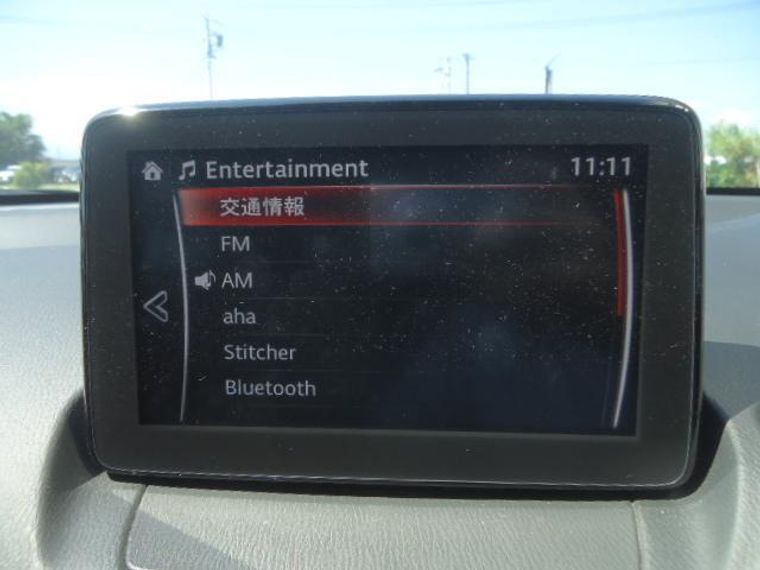 Entertainment 11:11
交通情報
FM
AM
aha
Stitcher
Bluetooth